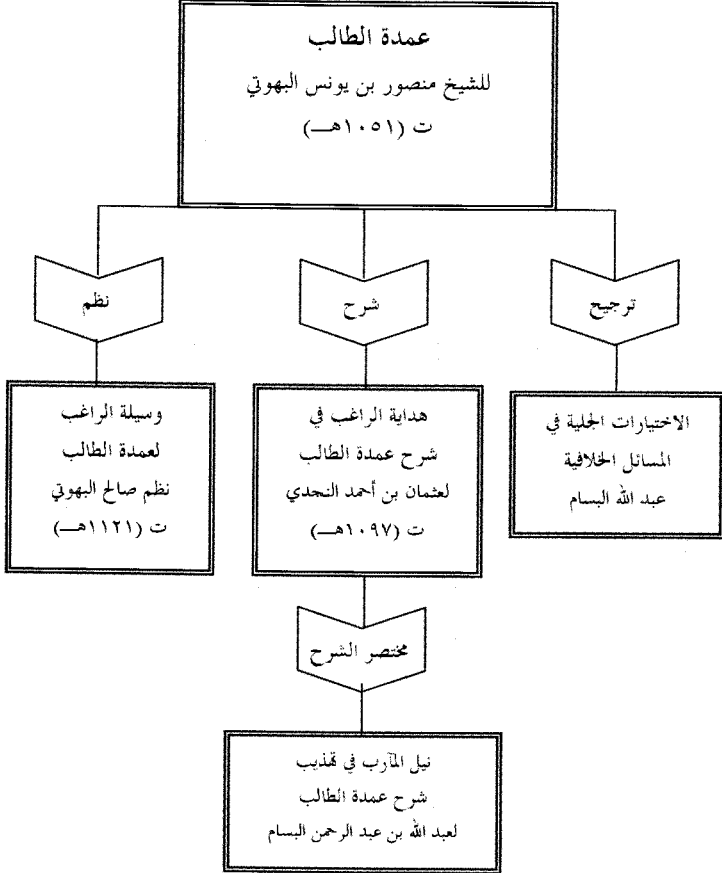 عمدة الطالب
للشيخ منصور بن يونس البهوتي
ت (١٠٥١هـ)
ترجيح
شرح
نظم
الاختيارات الجلية في
المسائل الخلافية
عبد الله البسام
هداية الراغب في
شرح عمدة الطالب
لعثمان بن أحمد النجدي
ت (١٠٩٧هـ)
وسيلة الراغب
لعمدة الطالب
نظم صالح البهوتي
ت (١١٢١هـ)
مختصر الشرح
نيل المآرب في تهذيب
شرح عمدة الطالب
لعبد الله بن عبد الرحمن البسام